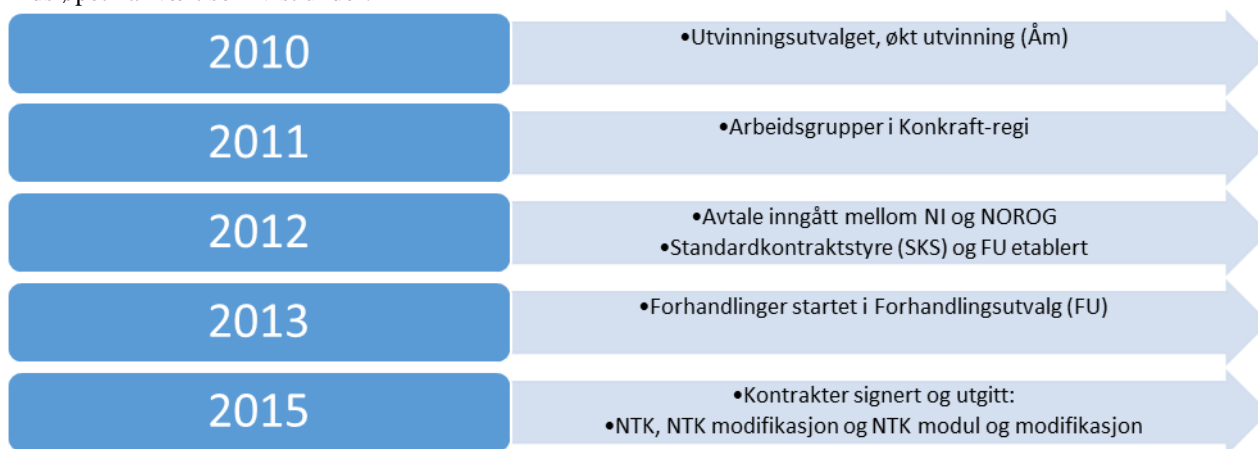 2010
•Utvinningsutvalget, økt utvinning (Åm)
2011
•Arbeidsgrupper i Konkraft-regi
2012
•Avtale inngått mellom NI og NOROG
•Standardkontraktstyre (SKS) og FU etablert
2013
•Forhandlinger startet i Forhandlingsutvalg (FU)
2015
•Kontrakter signert og utgitt:
•NTK, NTK modifikasjon og NTK modul og modifikasjon